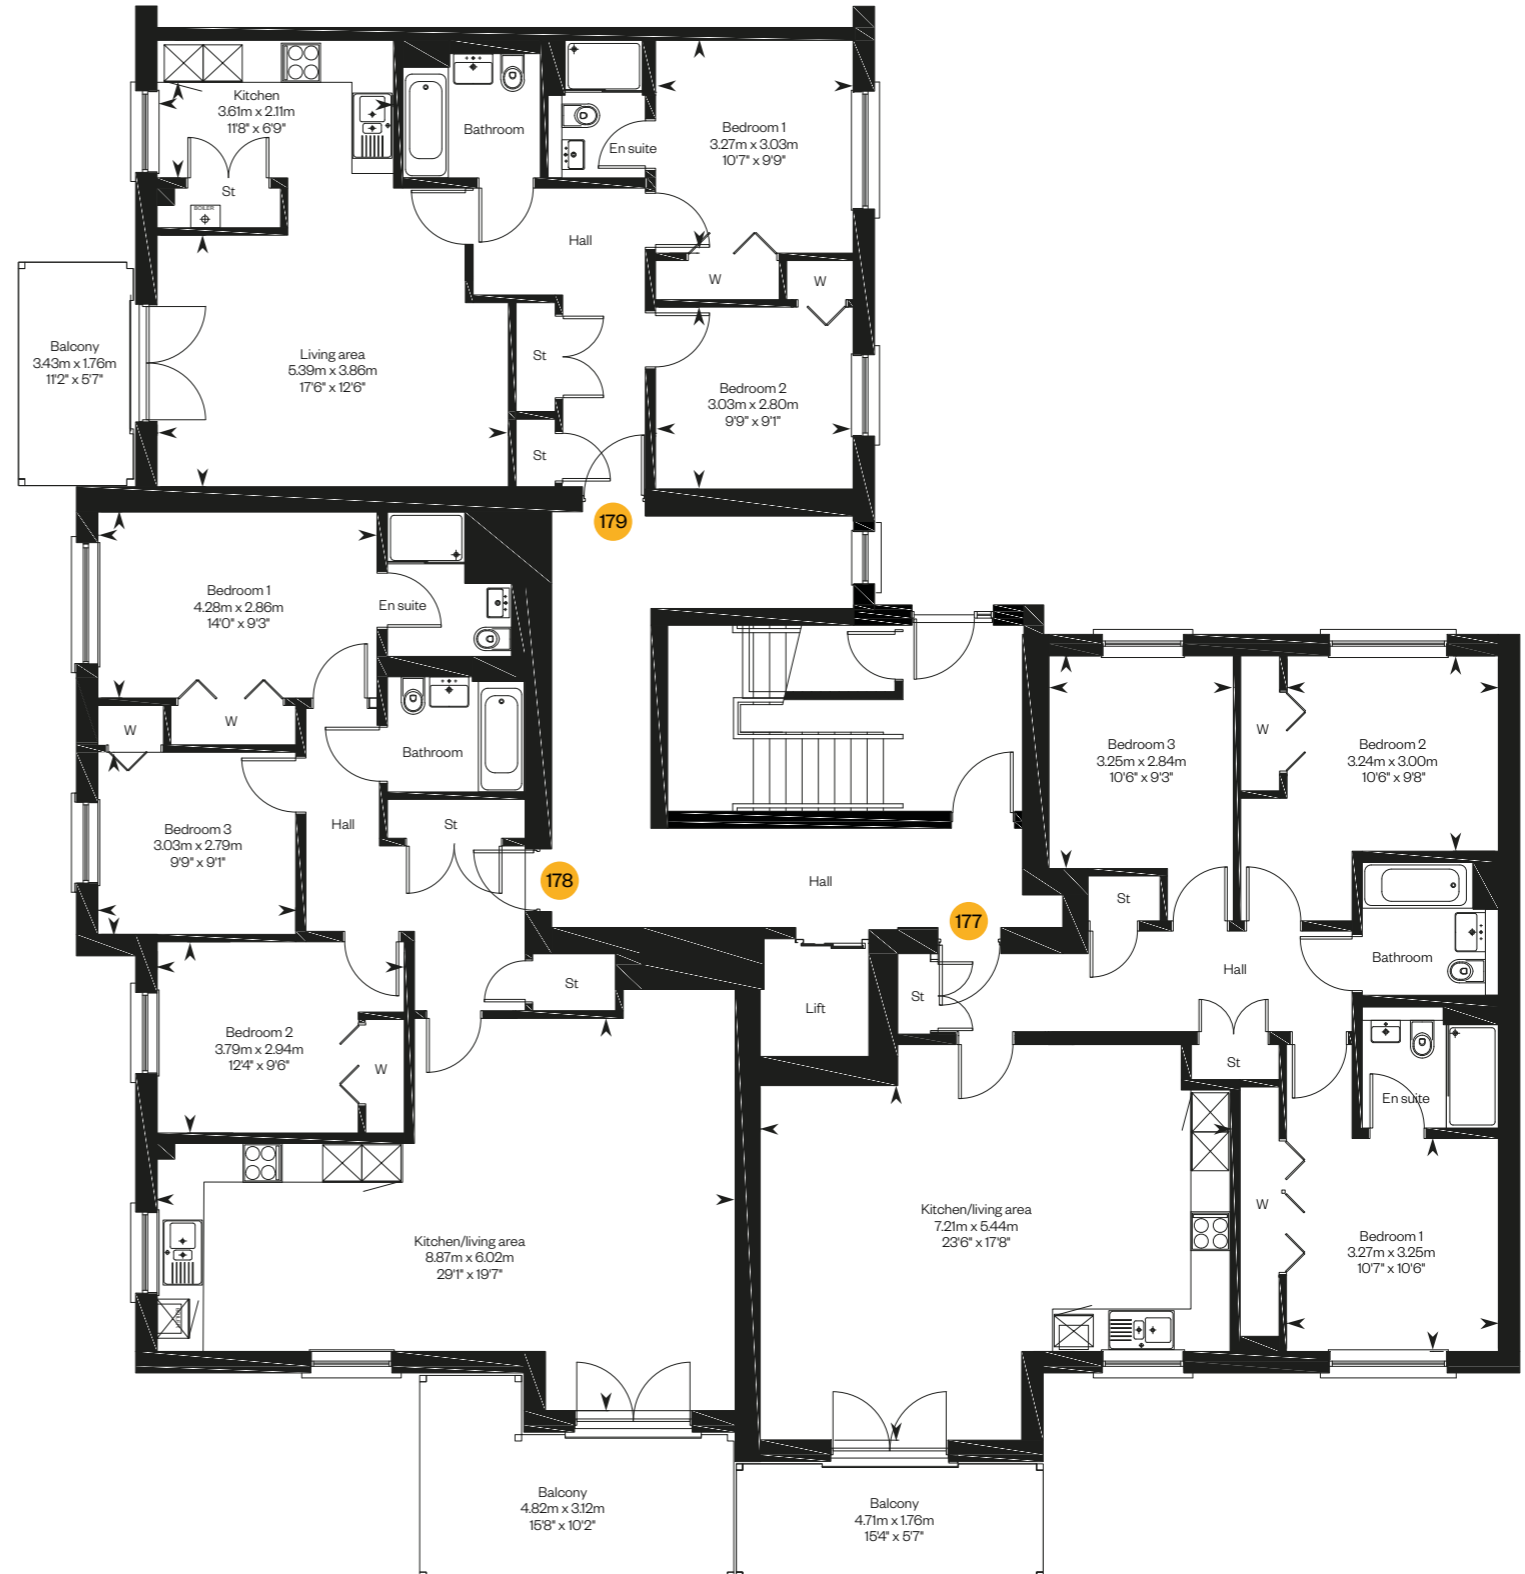 Kitchen
3.61m x 2.11m
11'8" x 6'9"
St
BOILER
Bathroom
En suite
Bedroom 1
3.27m x 3.03m
10'7" x 9'9"
Hall
W
W
Balcony
3.43m x 1.76m
11'2" x 5'7"
Living area
5.39m x 3.86m
17'6" x 12'6"
St
Bedroom 2
3.03m x 2.80m
9'9" x 9'1"
St
179
Bedroom 1
4.28m x 2.86m
14'0" x 9'3"
En suite
W
W
Bathroom
Bedroom 3
3.03m x 2.79m
9'9" x 9'1"
Hall
St
178
Hall
177
Bedroom 3
3.25m x 2.84m
10'6" x 9'3"
W
Bedroom 2
3.24m x 3.00m
10'6" x 9'8"
St
Bathroom
Hall
St
Lift
St
Bedroom 2
3.79m x 2.94m
12'4" x 9'6"
W
St
En suite
Kitchen/living area
8.87m x 6.02m
29'1" x 19'7"
Kitchen/living area
7.21m x 5.44m
23'6" x 17'8"
W
Bedroom 1
3.27m x 3.25m
10'7" x 10'6"
Balcony
4.82m x 3.12m
15'8" x 10'2"
Balcony
4.71m x 1.76m
15'4" x 5'7"